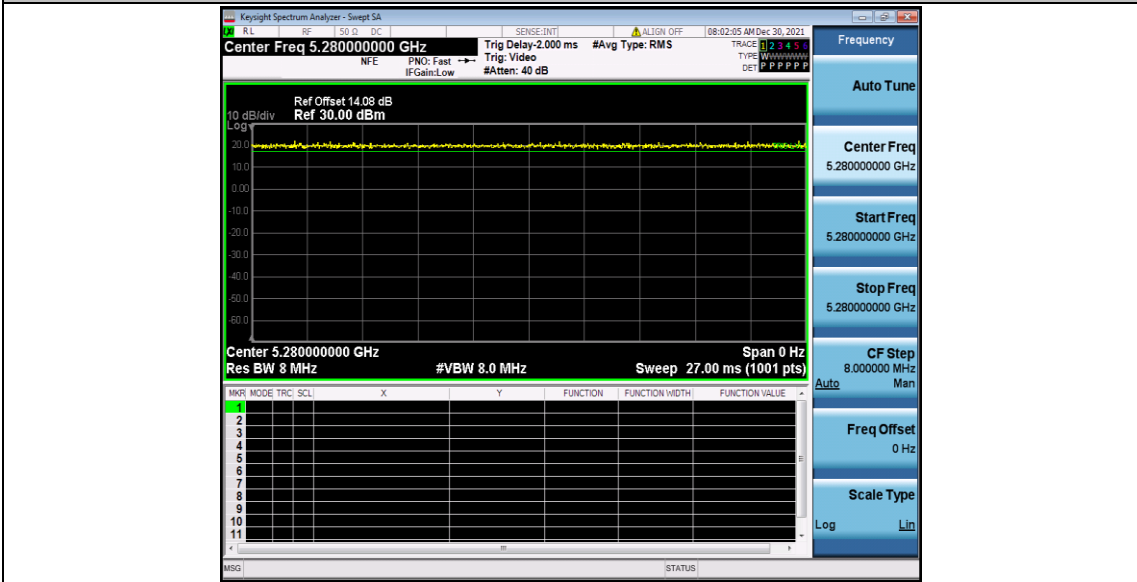 Keysight Spectrum Analyzer - Swept SA
RL RF 50 Ω DC SENSE:INT ALIGN OFF 08:02:05 AM Dec 30, 2021
Center Freq 5.280000000 GHz
NFE
PNO: Fast
IFGain:Low
Trig Delay-2.000 ms
Trig: Video
#Atten: 40 dB
#Avg Type: RMS
TRACE 1 2 3 4 5 6
TYPE
DET P P P P P P
Ref Offset 14.08 dB
10 dB/div Ref 30.00 dBm
Log
20.0
10.0
0.00
-10.0
-20.0
-30.0
-40.0
-50.0
-60.0
Center 5.280000000 GHz Span 0 Hz
Res BW 8 MHz #VBW 8.0 MHz Sweep 27.00 ms (1001 pts)
MKR MODE TRC SCL X Y FUNCTION FUNCTION WIDTH FUNCTION VALUE
1
2
3
4
5
6
7
8
9
10
11
MSG STATUS
Frequency
Auto Tune
Center Freq
5.280000000 GHz
Start Freq
5.280000000 GHz
Stop Freq
5.280000000 GHz
CF Step
8.000000 MHz
Auto Man
Freq Offset
0 Hz
Scale Type
Log Lin